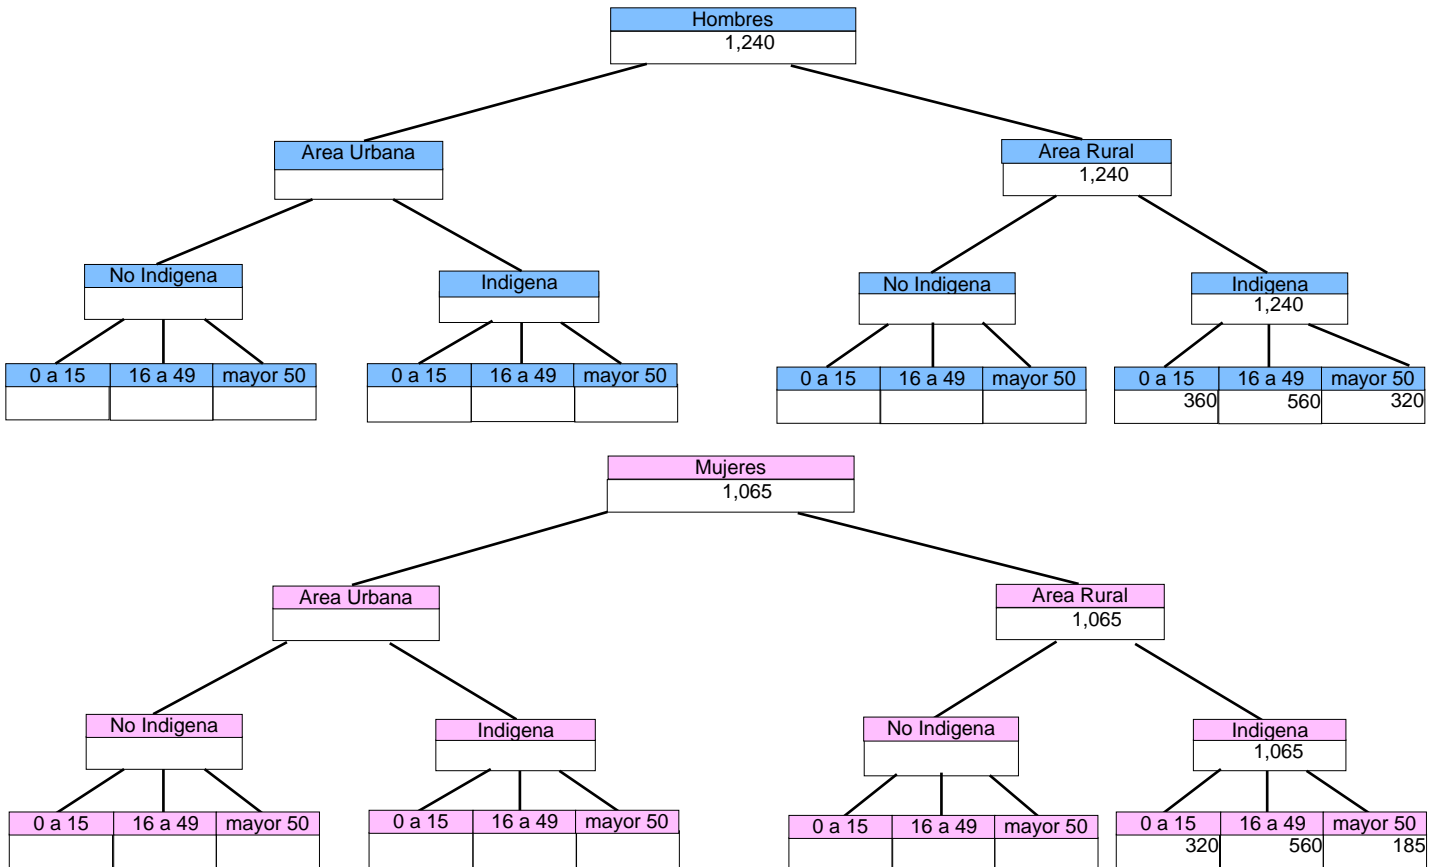 Hombres
1,240
Area Urbana
Area Rural
1,240
No Indigena
Indigena
No Indigena
Indigena
1,240
0 a 15 16 a 49 mayor 50
0 a 15 16 a 49 mayor 50
0 a 15 16 a 49 mayor 50
0 a 15 16 a 49 mayor 50
360 560 320
Mujeres
1,065
Area Urbana
Area Rural
1,065
No Indigena
Indigena
No Indigena
Indigena
1,065
0 a 15 16 a 49 mayor 50
0 a 15 16 a 49 mayor 50
0 a 15 16 a 49 mayor 50
0 a 15 16 a 49 mayor 50
320 560 185